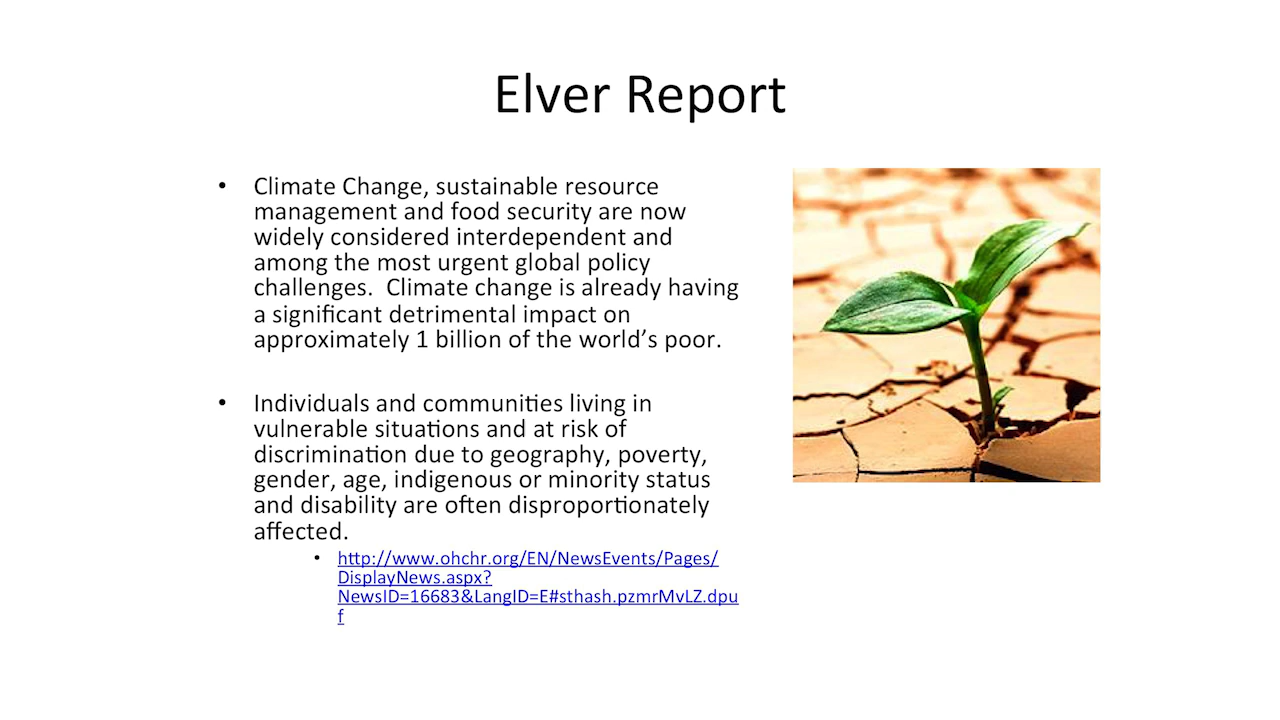 Elver Report
• Climate Change, sustainable resource
management and food security are now
widely considered interdependent and
among the most urgent global policy
challenges.  Climate change is already having
a significant detrimental impact on
approximately 1 billion of the world’s poor.
• Individuals and communities living in
vulnerable situations and at risk of
discrimination due to geography, poverty,
gender, age, indigenous or minority status
and disability are often disproportionately
affected.
• http://www.ohchr.org/EN/NewsEvents/Pages/
DisplayNews.aspx?
NewsID=16683&LangID=E#sthash.pzmrMvLZ.dpu
f